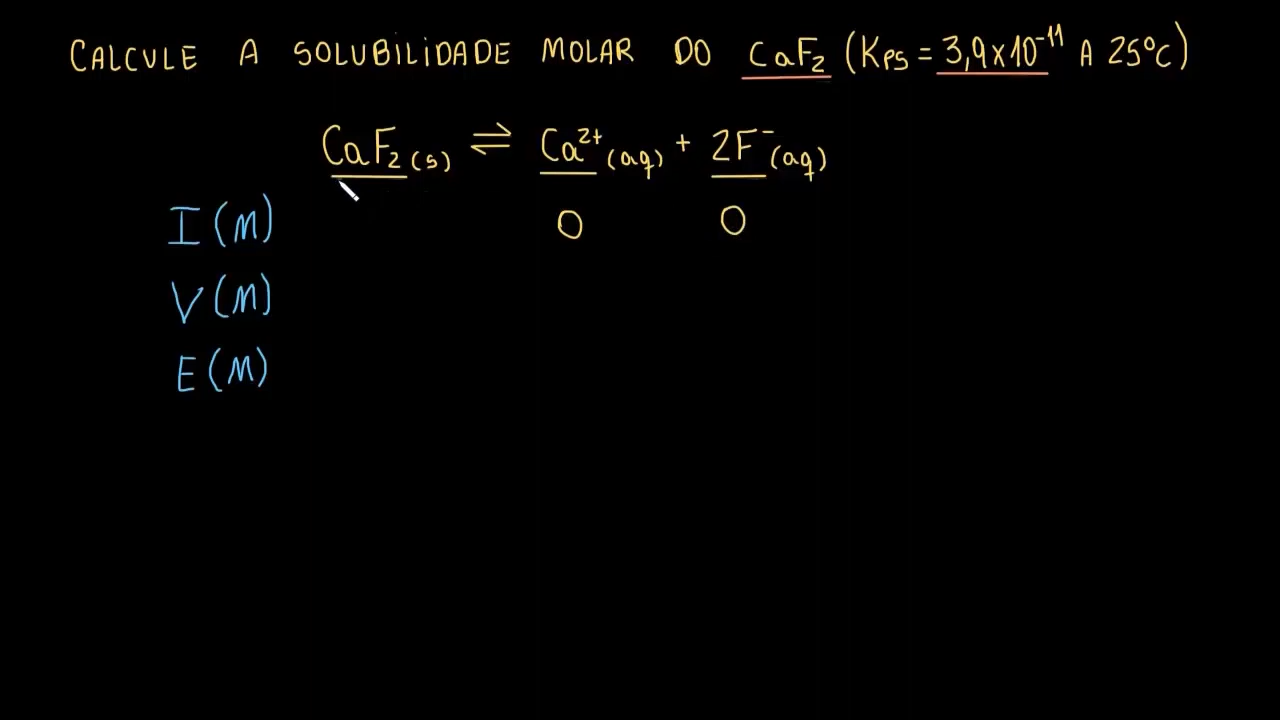 CALCULE A SOLUBILIDADE MOLAR DO CaF₂ (Kps = 3,9x10⁻¹¹ A 25°C)
CaF₂(s) ⇌ Ca²⁺(aq) + 2F⁻(aq)
I (M) 0 0
V (M)
E (M)